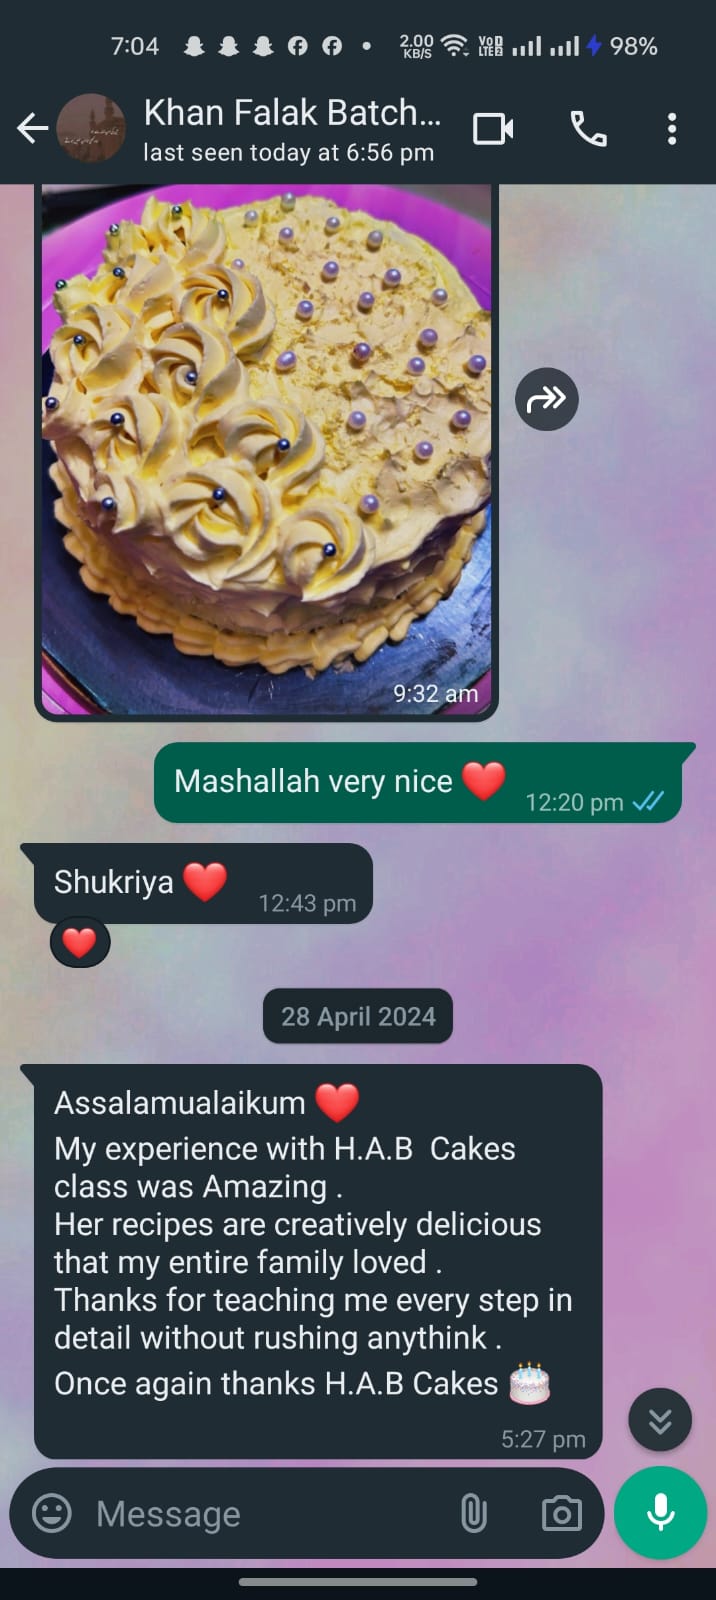 7:04
2.00 KB/S
VoD LTE2
98%
Khan Falak Batch...
last seen today at 6:56 pm
9:32 am
Mashallah very nice ❤️
12:20 pm
Shukriya ❤️
12:43 pm
❤️
28 April 2024
Assalamualaikum ❤️
My experience with H.A.B  Cakes
class was Amazing .
Her recipes are creatively delicious
that my entire family loved .
Thanks for teaching me every step in
detail without rushing anythink .
Once again thanks H.A.B Cakes 🎂
5:27 pm
Message